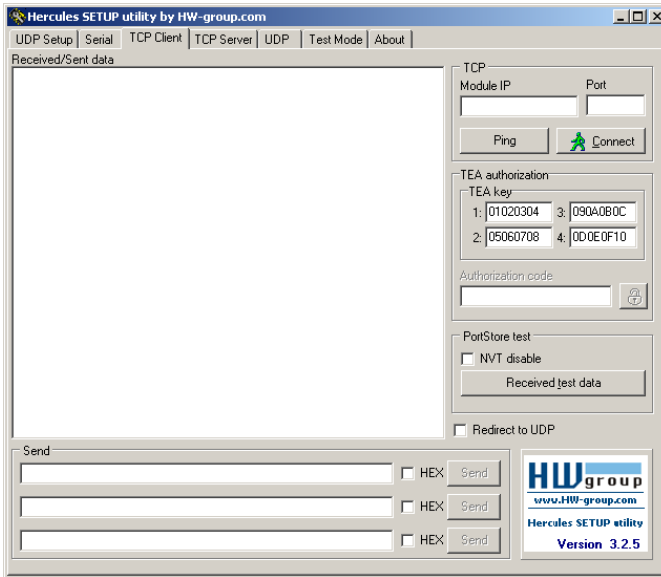 Hercules SETUP utility by HW-group.com
UDP Setup Serial TCP Client TCP Server UDP Test Mode About
Received/Sent data
TCP
Module IP Port
Ping Connect
TEA authorization
TEA key
1: 01020304 3: 090A0B0C
2: 05060708 4: 0D0E0F10
Authorization code
PortStore test
NVT disable
Received test data
Redirect to UDP
Send
HEX Send
HEX Send
HEX Send
HW group
www.HW-group.com
Hercules SETUP utility
Version 3.2.5